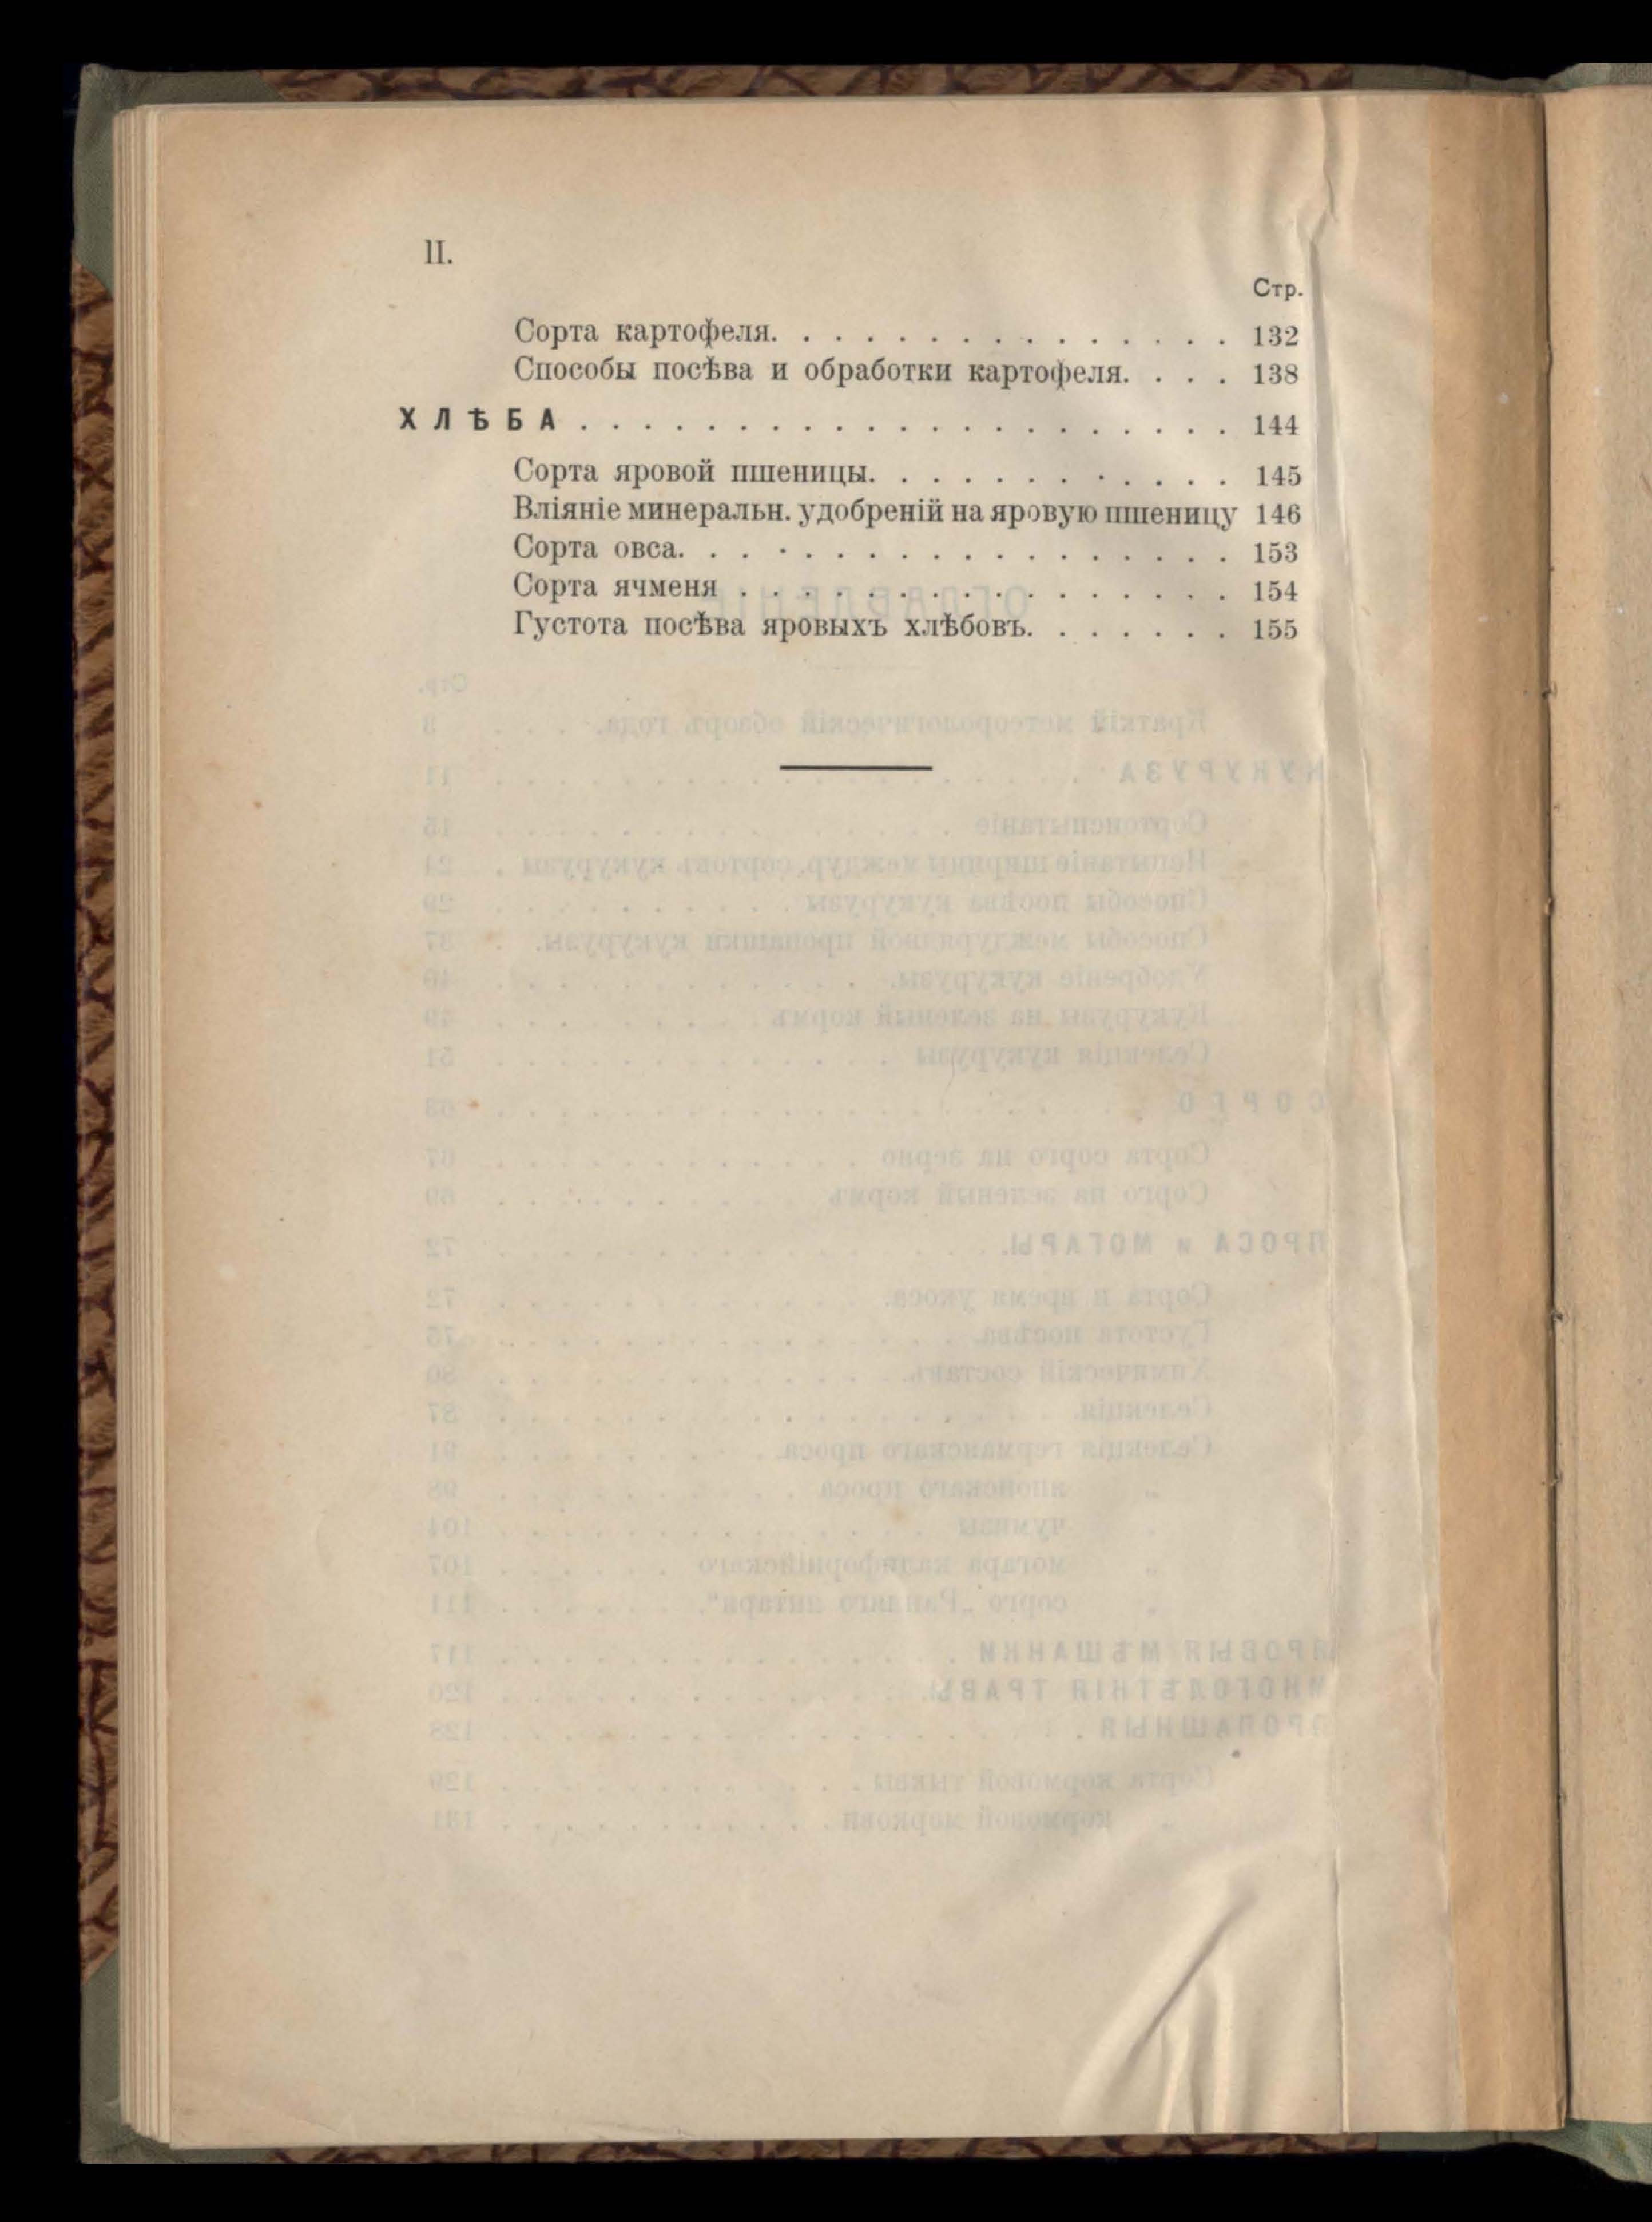 II.
Стр.
Сорта картофеля. . . . . . . . . . . . . . . 132
Способы посѣва и обработки картофеля. . . . 138
ХЛѢБА . . . . . . . . . . . . . . . . . . . . . 144
Сорта яровой пшеницы. . . . . . . . . . . . 145
Вліяніе минеральн. удобреній на яровую пшеницу 146
Сорта овса. . . . . . . . . . . . . . . . . . 153
Сорта ячменя . . . . . . . . . . . . . . . . 154
Густота посѣва яровыхъ хлѣбовъ. . . . . . . 155